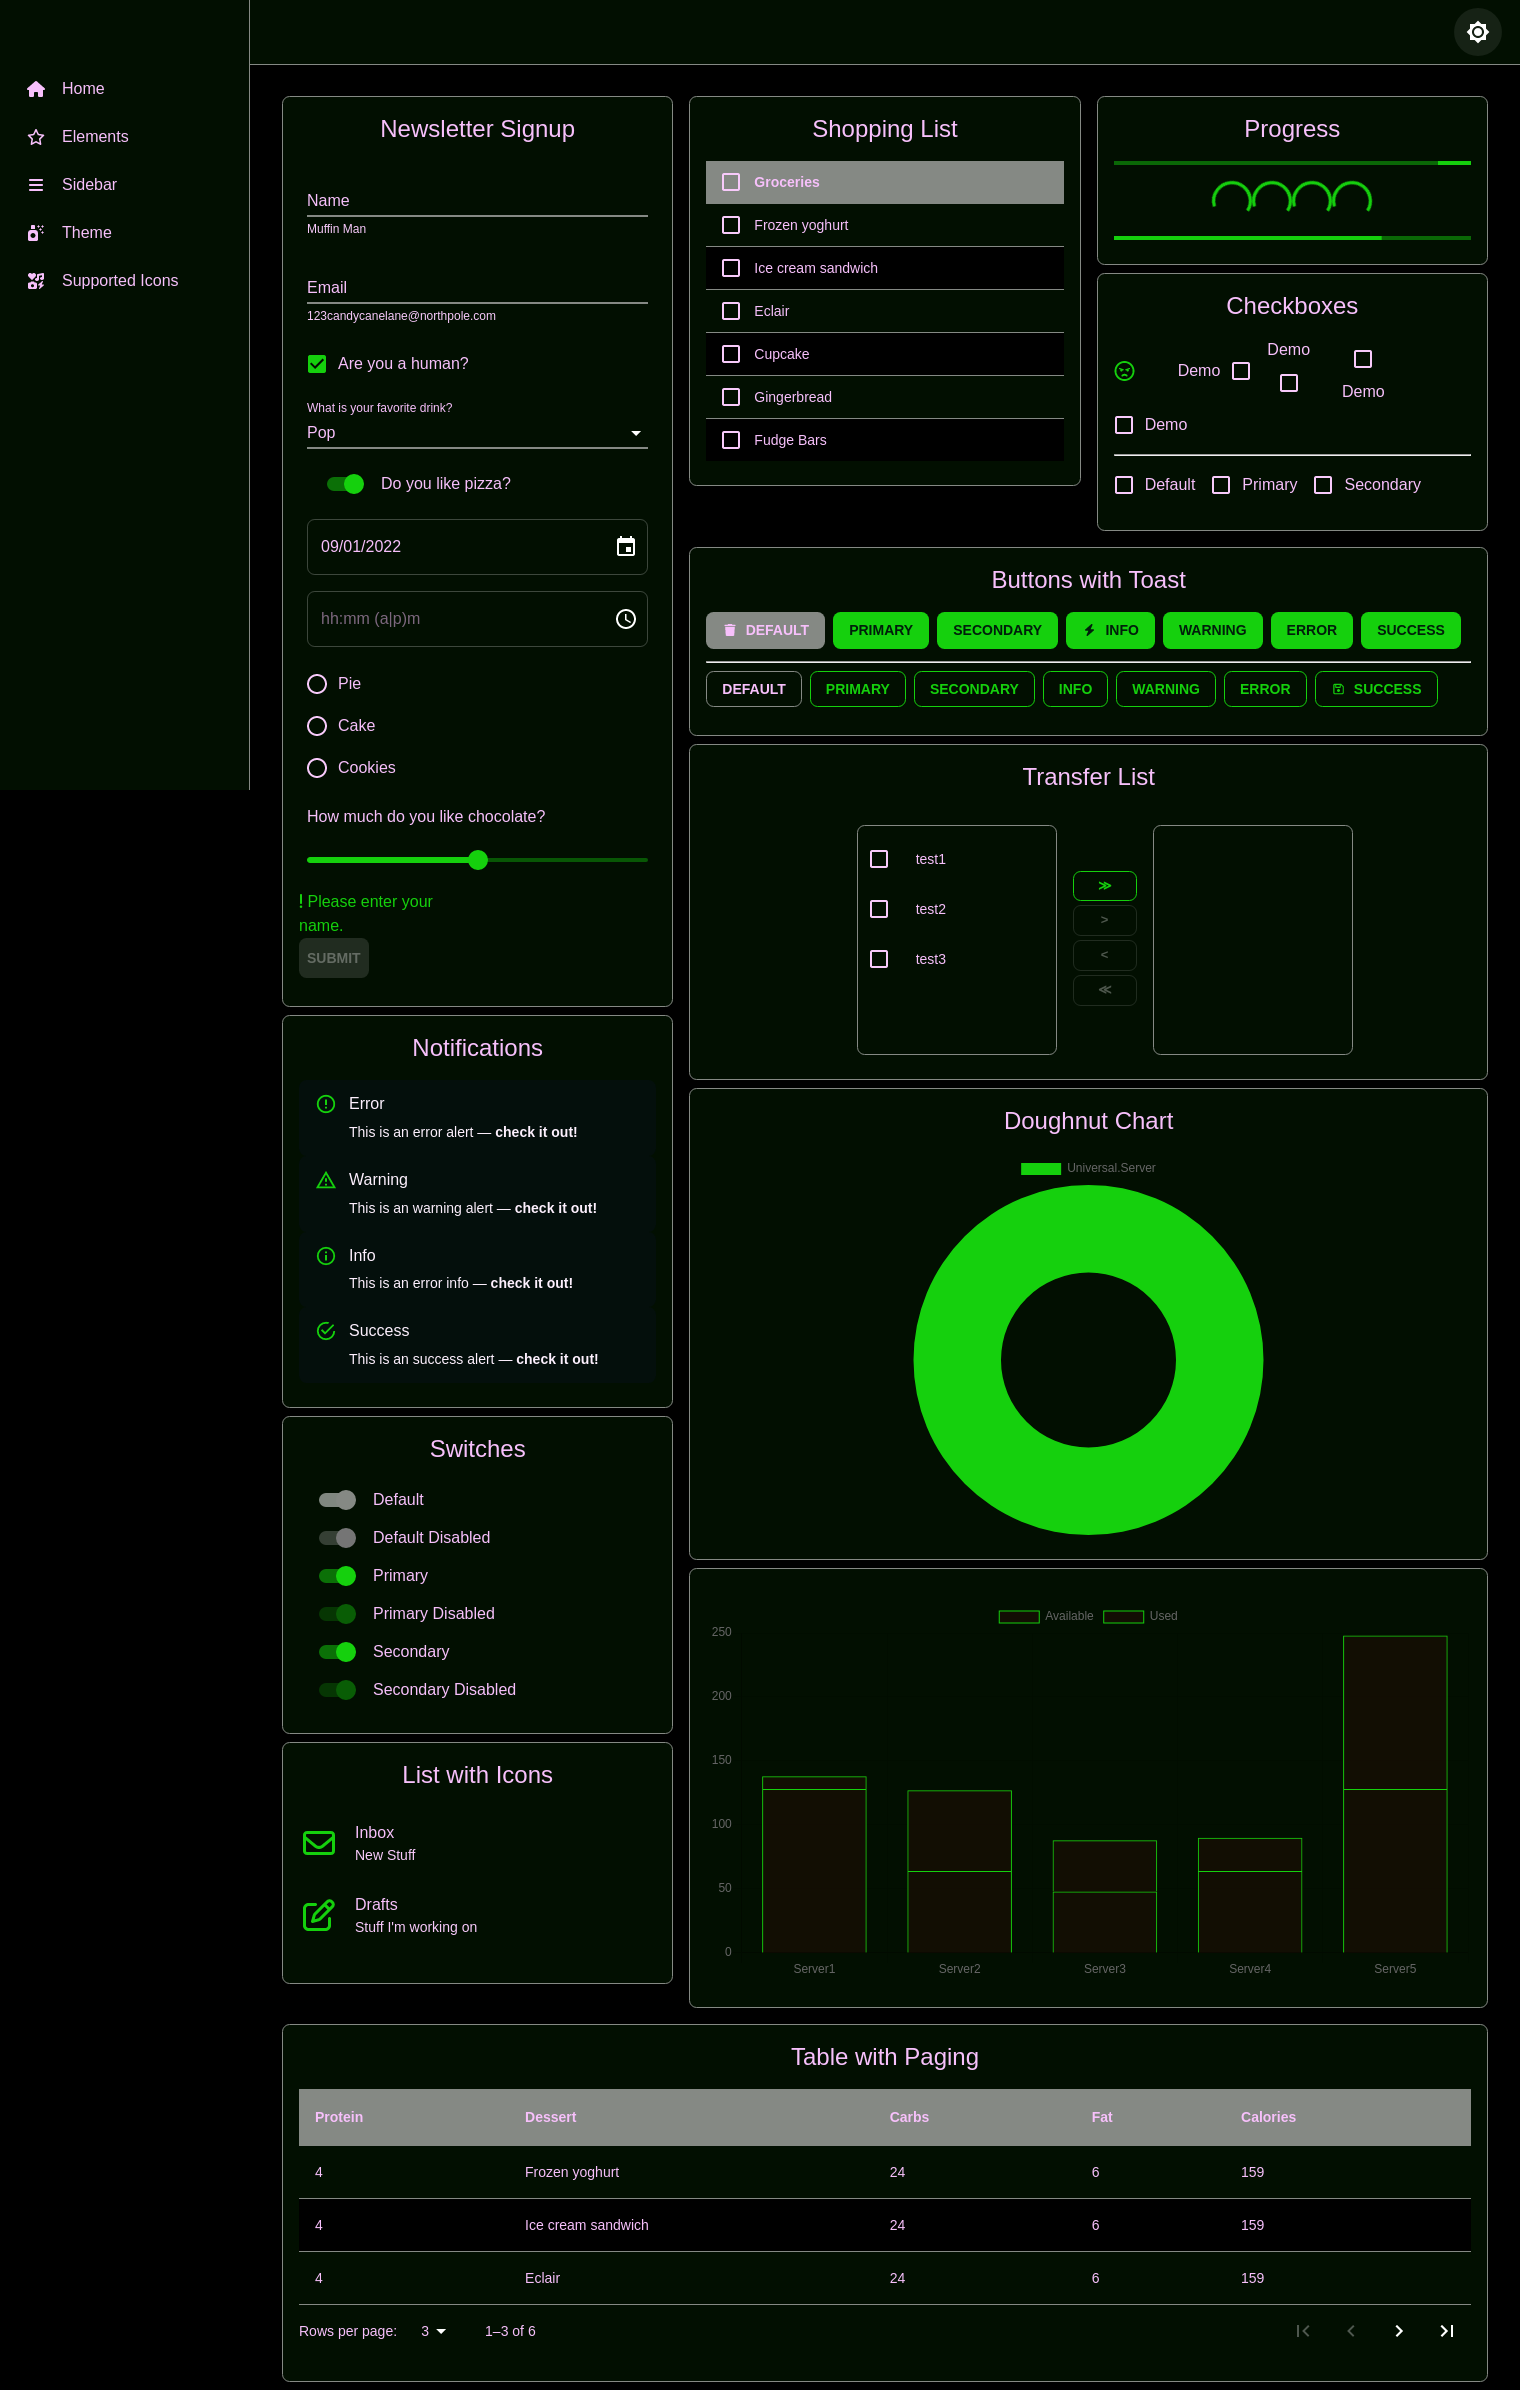 Home
Elements
Sidebar
Theme
Supported Icons
Newsletter Signup
Name
Muffin Man
Email
123candycanelane@northpole.com
Are you a human?
What is your favorite drink?
Pop
Do you like pizza?
09/01/2022
hh:mm (a|p)m
Pie
Cake
Cookies
How much do you like chocolate?
! Please enter your
name.
SUBMIT
Notifications
Error
This is an error alert — check it out!
Warning
This is an warning alert — check it out!
Info
This is an error info — check it out!
Success
This is an success alert — check it out!
Switches
Default
Default Disabled
Primary
Primary Disabled
Secondary
Secondary Disabled
List with Icons
Inbox
New Stuff
Drafts
Stuff I'm working on
Shopping List
Groceries
Frozen yoghurt
Ice cream sandwich
Eclair
Cupcake
Gingerbread
Fudge Bars
Progress
Checkboxes
Demo
Demo
Demo
Demo
Default Primary Secondary
Buttons with Toast
DEFAULT PRIMARY SECONDARY INFO WARNING ERROR SUCCESS
DEFAULT PRIMARY SECONDARY INFO WARNING ERROR SUCCESS
Transfer List
test1
test2
test3
≫
>
<
≪
Doughnut Chart
Universal.Server
Available Used
250
200
150
100
50
0
Server1 Server2 Server3 Server4 Server5
Table with Paging
Protein Dessert Carbs Fat Calories
4 Frozen yoghurt 24 6 159
4 Ice cream sandwich 24 6 159
4 Eclair 24 6 159
Rows per page: 3 1–3 of 6